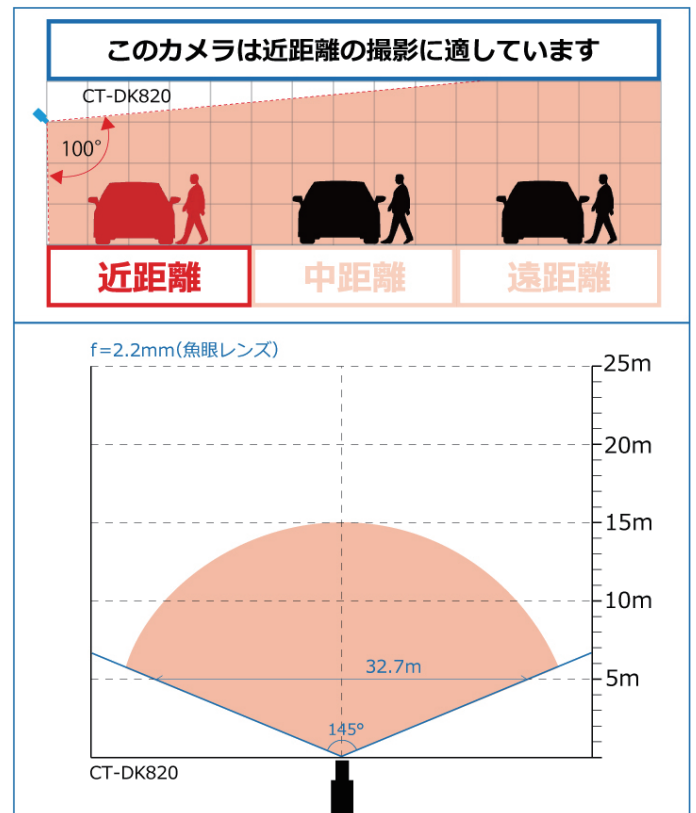 このカメラは近距離の撮影に適しています
CT-DK820
100°
近距離
中距離
遠距離
f=2.2mm(魚眼レンズ)
25m
20m
15m
10m
32.7m
5m
145°
CT-DK820